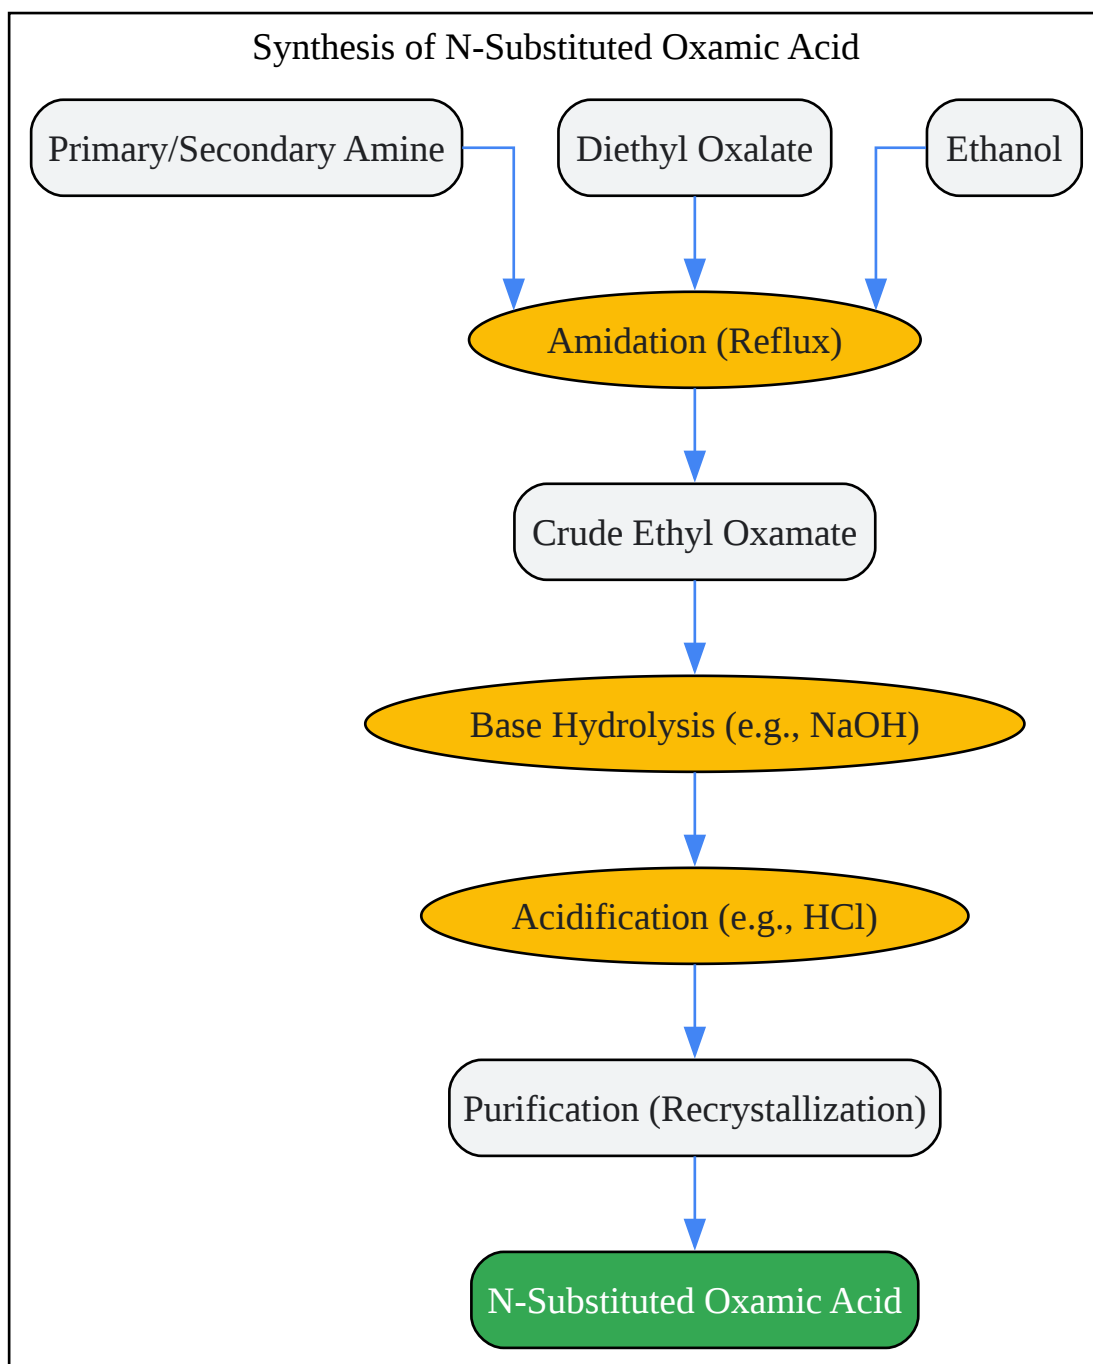 Synthesis of N-Substituted Oxamic Acid
Primary/Secondary Amine
Diethyl Oxalate
Ethanol
Amidation (Reflux)
Crude Ethyl Oxamate
Base Hydrolysis (e.g., NaOH)
Acidification (e.g., HCl)
Purification (Recrystallization)
N-Substituted Oxamic Acid